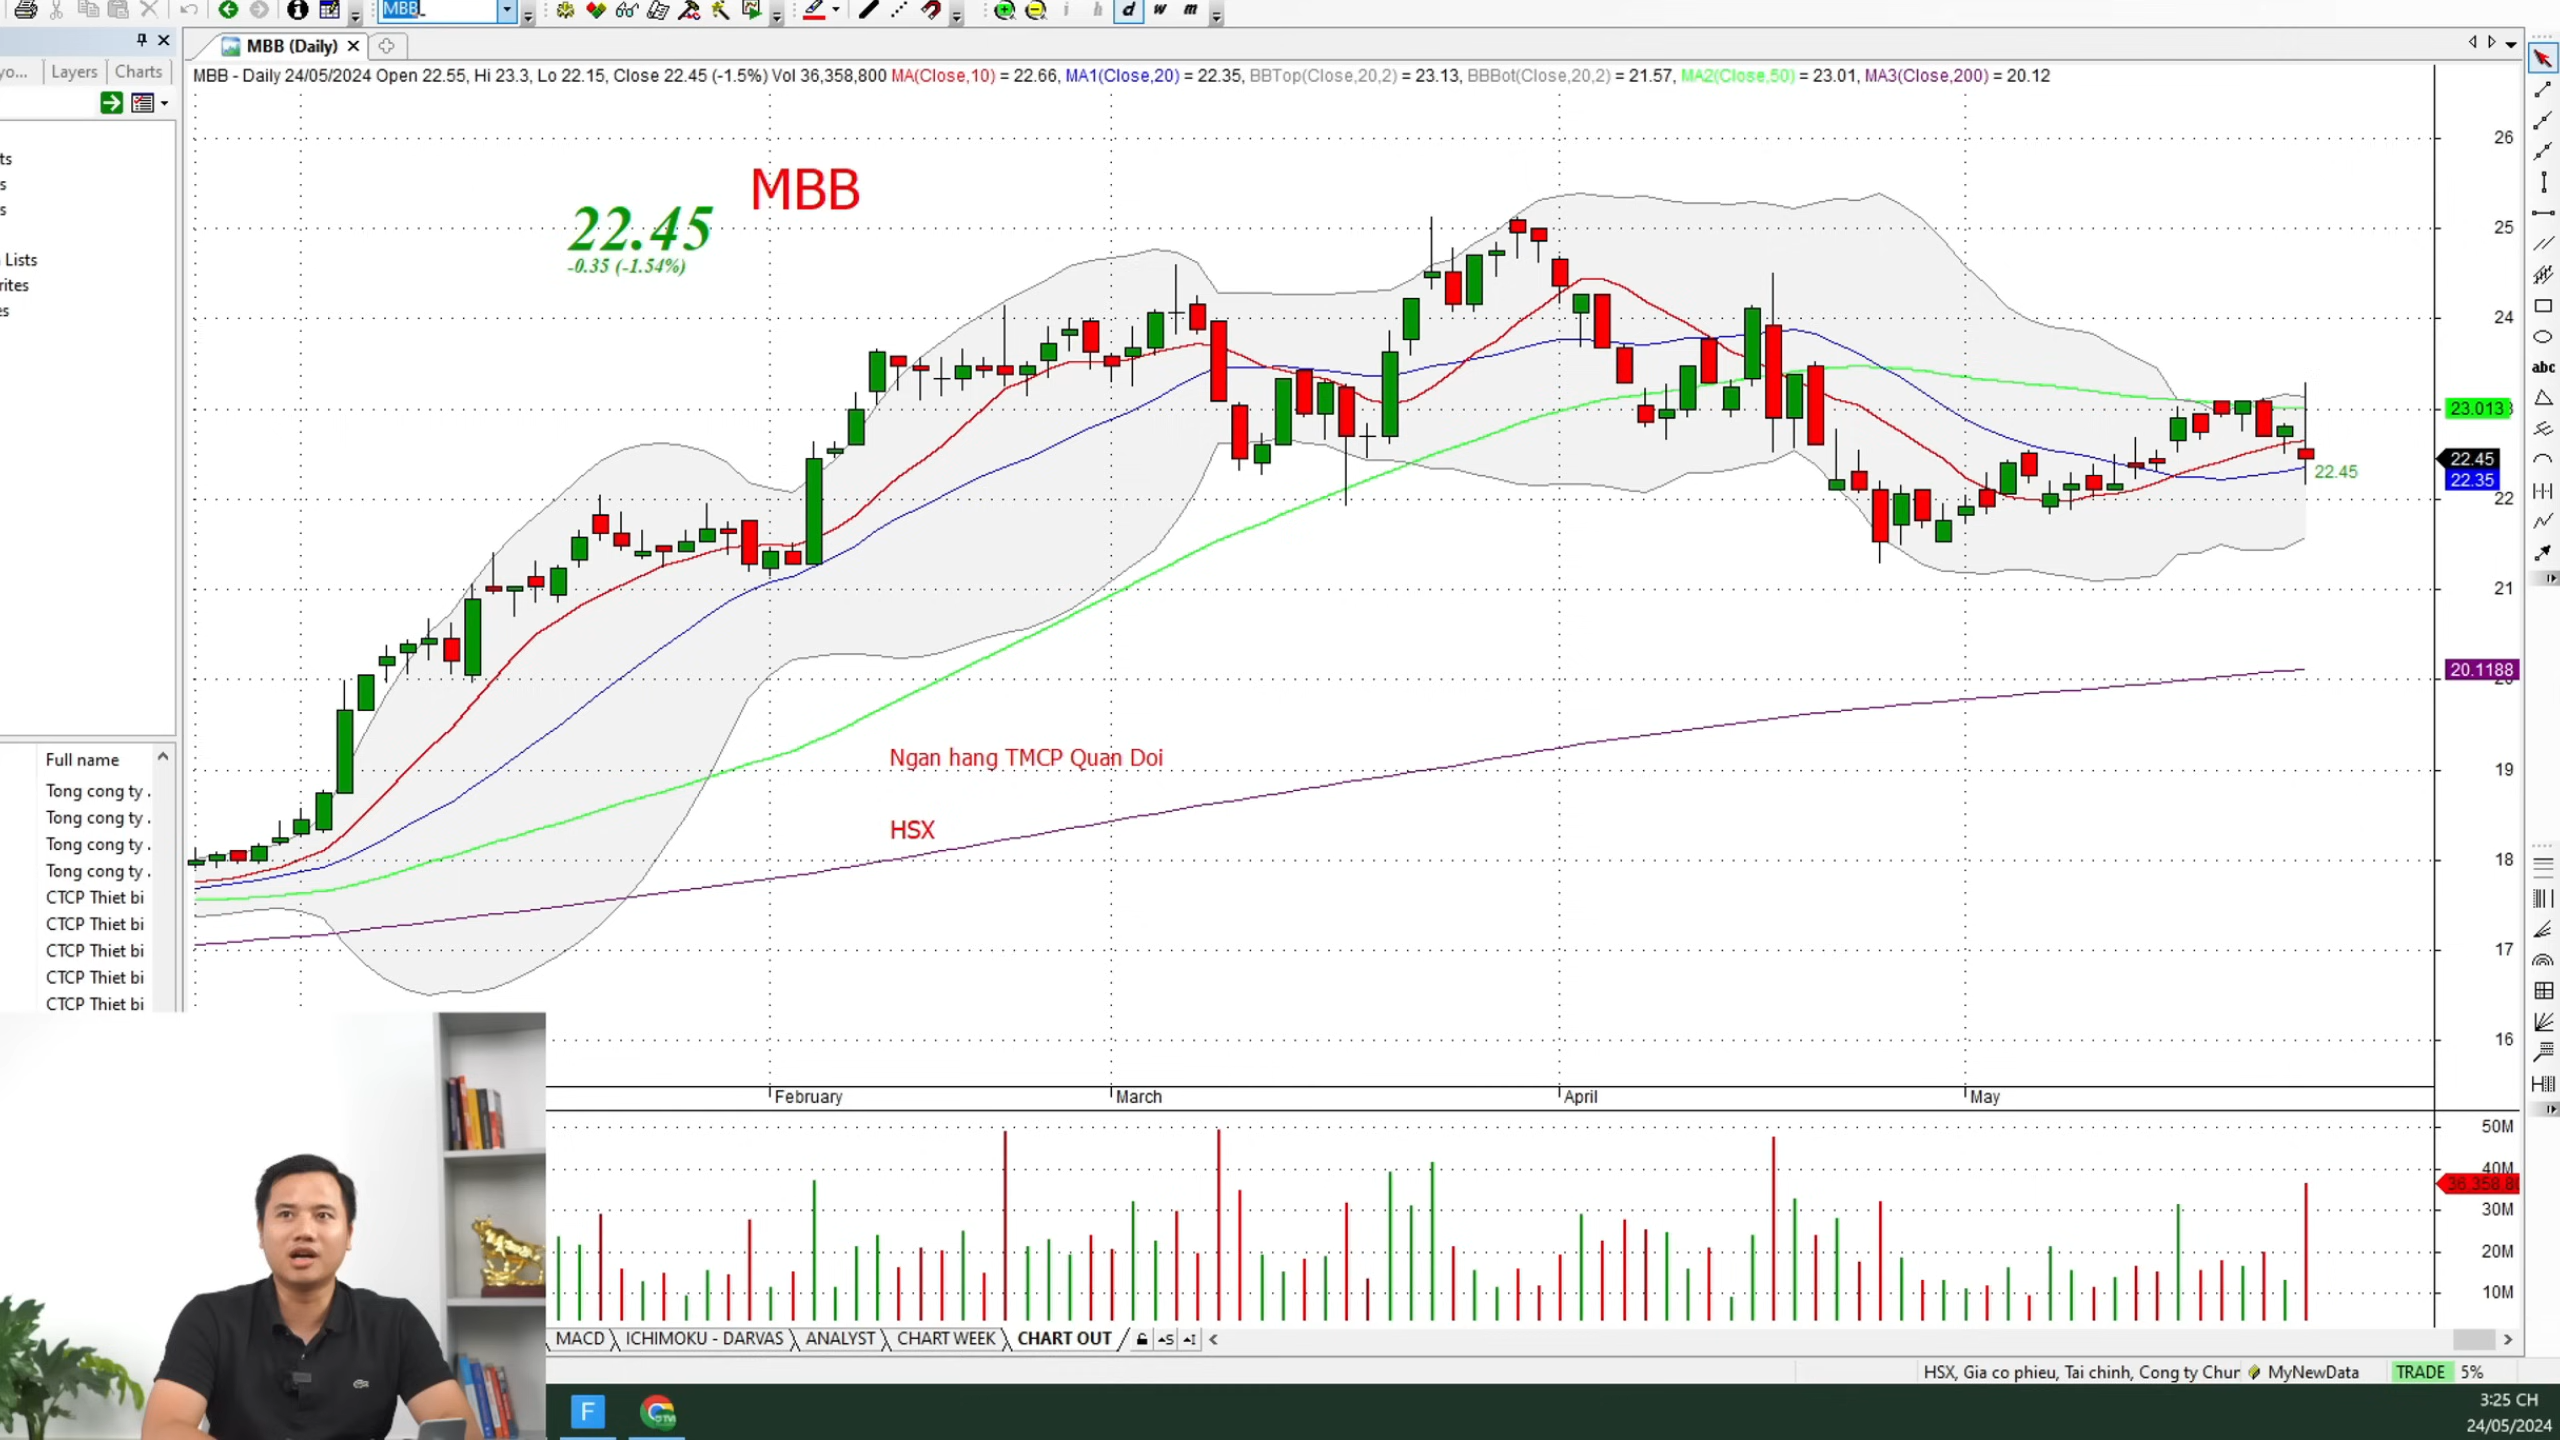 MBB
i h d w m
MBB (Daily)
yo... Layers Charts
MBB - Daily 24/05/2024 Open 22.55, Hi 23.3, Lo 22.15, Close 22.45 (-1.5%) Vol 36,358,800 MA(Close,10) = 22.66, MA1(Close,20) = 22.35, BBTop(Close,20,2) = 23.13, BBBot(Close,20,2) = 21.57, MA2(Close,50) = 23.01, MA3(Close,200) = 20.12
ts
s
s
Lists
rites
s
MBB
22.45
-0.35 (-1.54%)
26
25
24
23.013
22.45
22.35
22.45
22
21
20.1188
19
18
17
16
Ngan hang TMCP Quan Doi
HSX
abc
Full name
Tong cong ty .
Tong cong ty .
Tong cong ty .
Tong cong ty .
CTCP Thiet bi
CTCP Thiet bi
CTCP Thiet bi
CTCP Thiet bi
CTCP Thiet bi
February March April May
50M
40M
36,358,80
30M
20M
10M
MACD ICHIMOKU - DARVAS ANALYST CHART WEEK CHART OUT
HSX, Gia co phieu, Tai chinh, Cong ty Chur MyNewData TRADE 5%
F
3:25 CH
24/05/2024